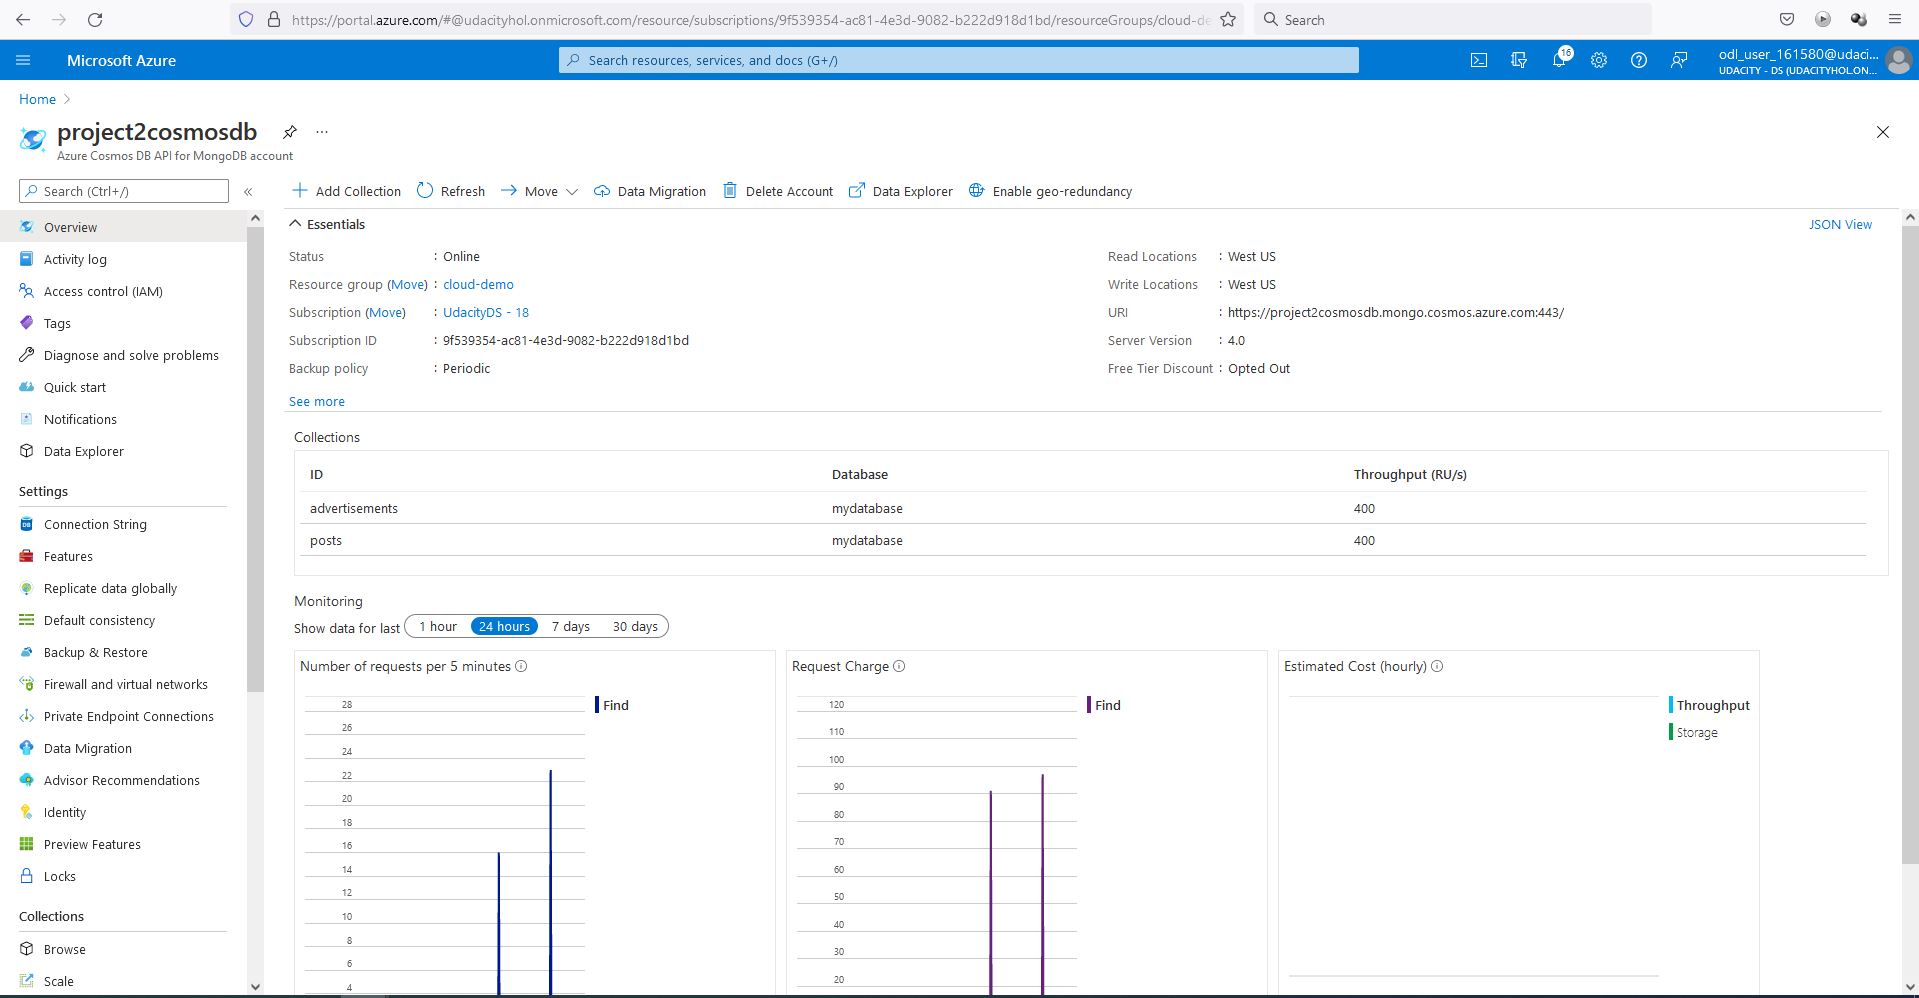 https://portal.azure.com/#@udacityhol.onmicrosoft.com/resource/subscriptions/9f539354-ac81-4e3d-9082-b222d918d1bd/resourceGroups/cloud-de
Search
Microsoft Azure
Search resources, services, and docs (G+/)
16
odl_user_161580@udaci...
UDACITY - DS (UDACITYHOL.ON...
Home
project2cosmosdb
...
Azure Cosmos DB API for MongoDB account
Search (Ctrl+/)
Overview
Activity log
Access control (IAM)
Tags
Diagnose and solve problems
Quick start
Notifications
Data Explorer
Settings
Connection String
Features
Replicate data globally
Default consistency
Backup & Restore
Firewall and virtual networks
Private Endpoint Connections
Data Migration
Advisor Recommendations
Identity
Preview Features
Locks
Collections
Browse
Scale
Add Collection
Refresh
Move
Data Migration
Delete Account
Data Explorer
Enable geo-redundancy
Essentials
JSON View
Status : Online
Resource group (Move) : cloud-demo
Subscription (Move) : UdacityDS - 18
Subscription ID : 9f539354-ac81-4e3d-9082-b222d918d1bd
Backup policy : Periodic
See more
Read Locations : West US
Write Locations : West US
URI : https://project2cosmosdb.mongo.cosmos.azure.com:443/
Server Version : 4.0
Free Tier Discount : Opted Out
Collections
ID Database Throughput (RU/s)
advertisements mydatabase 400
posts mydatabase 400
Monitoring
Show data for last 1 hour 24 hours 7 days 30 days
Number of requests per 5 minutes
28
26
24
22
20
18
16
14
12
10
8
6
4
Find
Request Charge
120
110
100
90
80
70
60
50
40
30
20
Find
Estimated Cost (hourly)
Throughput
Storage